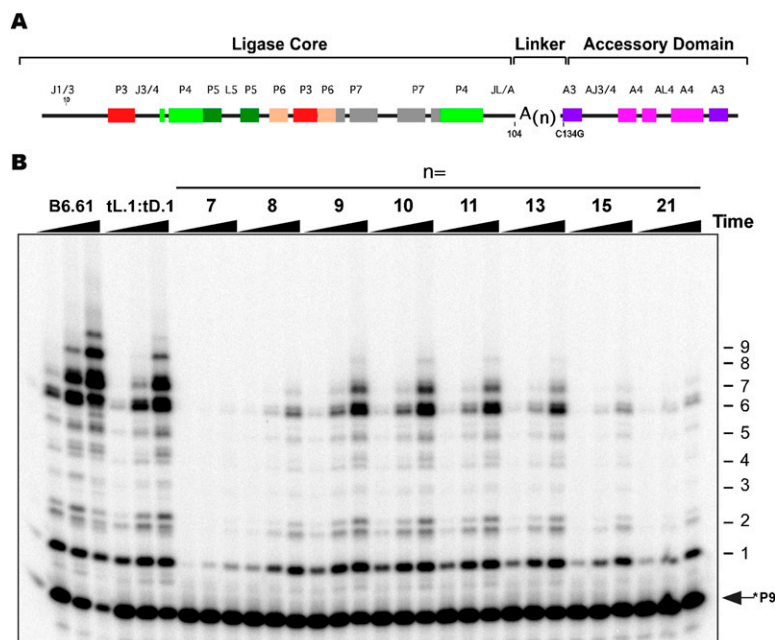 A
Ligase Core Linker Accessory Domain
J1/3 P3 J3/4 P4 P5 L5 P5 P6 P3 P6 P7 P7 P4 JL/A A3 AJ3/4 A4 AL4 A4 A3
10 A(n)
104 C134G
B
n=
B6.61 tL.1:tD.1 7 8 9 10 11 13 15 21
Time
9
8
7
6
5
4
3
2
1
*P9